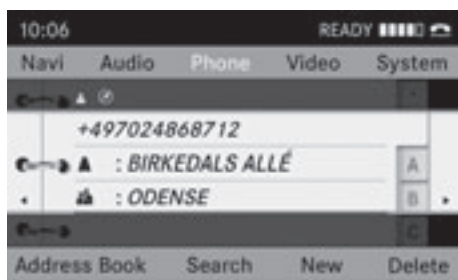 10:06 READY
Navi Audio Phone Video System
+497024868712
: BIRKEDALS ALLÉ
A
: ODENSE
B
C
Address Book Search New Delete